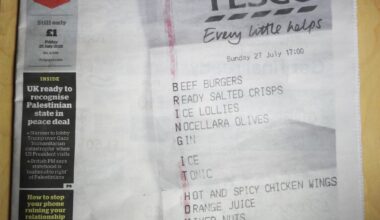 Still only
£1
Friday
25 July 2025
TESCO
Every little helps
Sunday 27 July 17:00
INSIDE
UK ready to
recognise
Palestinian
state in
peace deal
BEEF BURGERS
READY SALTED CRISPS
ICE LOLLIES
NOCELLARA OLIVES
GIN
ICE
TONIC
HOT AND SPICY CHICKEN WINGS
ORANGE JUICE
MIXED NUTS
How to stop
your phone
ruining your
relationship